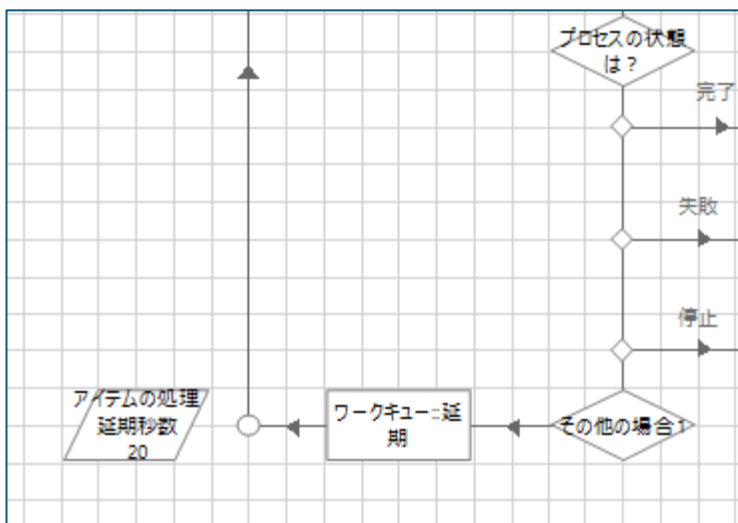 プロセスの状態
は？
完了
失敗
停止
アイテムの処理
延期秒数
20
ワークキュー::延
期
その他の場合1